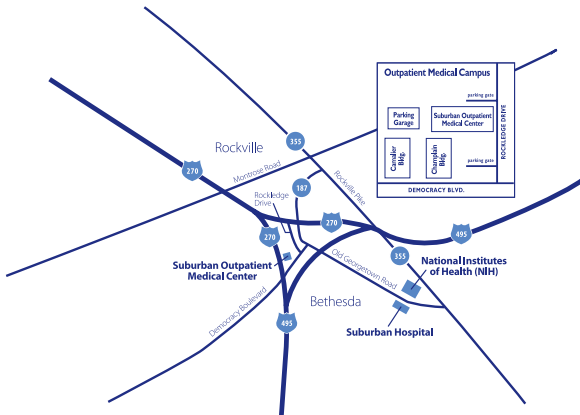 Outpatient Medical Campus
parking gate
Parking
Garage
Suburban Outpatient
Medical Center
ROCKLEDGE DRIVE
Camalier
Bldg.
Champlain
Bldg.
parking gate
DEMOCRACY BLVD.
355
Rockville
270
Montrose Road
187
Rockville Pike
Rockledge
Drive
270
270
495
355
Suburban Outpatient
Medical Center
Old Georgetown Road
National Institutes
of Health (NIH)
Democracy Boulevard
Bethesda
495
Suburban Hospital